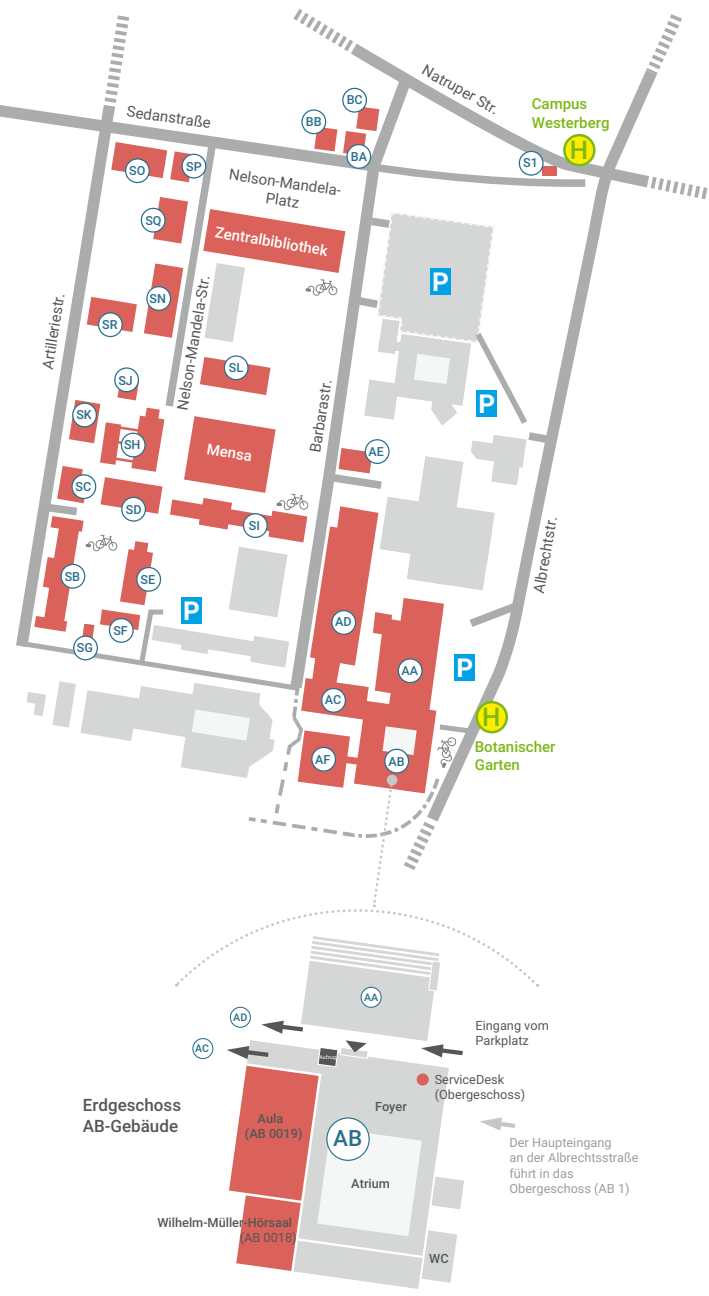 Natruper Str.
Campus
Westerberg
H
BC
BB
BA
S1
Sedanstraße
SO
SP
Nelson-Mandela-
Platz
SQ
Zentralbibliothek
P
SN
SR
Artilleriestr.
Nelson-Mandela-Str.
SL
SJ
Barbarastr.
P
SK
SH
Mensa
AE
SC
SD
SI
Albrechtstr.
SB
SE
P
AD
SF
SG
AA
P
AC
H
Botanischer
Garten
AF
AB
AA
AD
AC
Eingang vom
Parkplatz
Aufzug
ServiceDesk
(Obergeschoss)
Erdgeschoss
AB-Gebäude
Foyer
Aula
(AB 0019)
AB
Der Haupteingang
an der Albrechtsstraße
führt in das
Obergeschoss (AB 1)
Atrium
Wilhelm-Müller-Hörsaal
(AB 0018)
WC